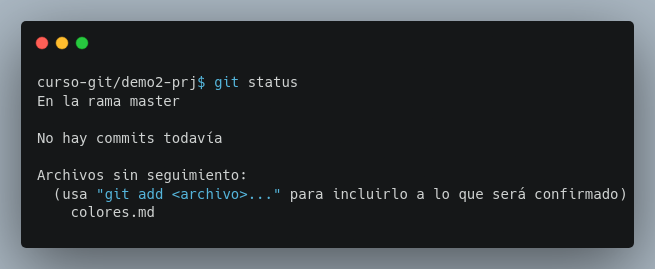 curso-git/demo2-prj$ git status
En la rama master
No hay commits todavía
Archivos sin seguimiento:
(usa "git add <archivo>..." para incluirlo a lo que será confirmado)
colores.md